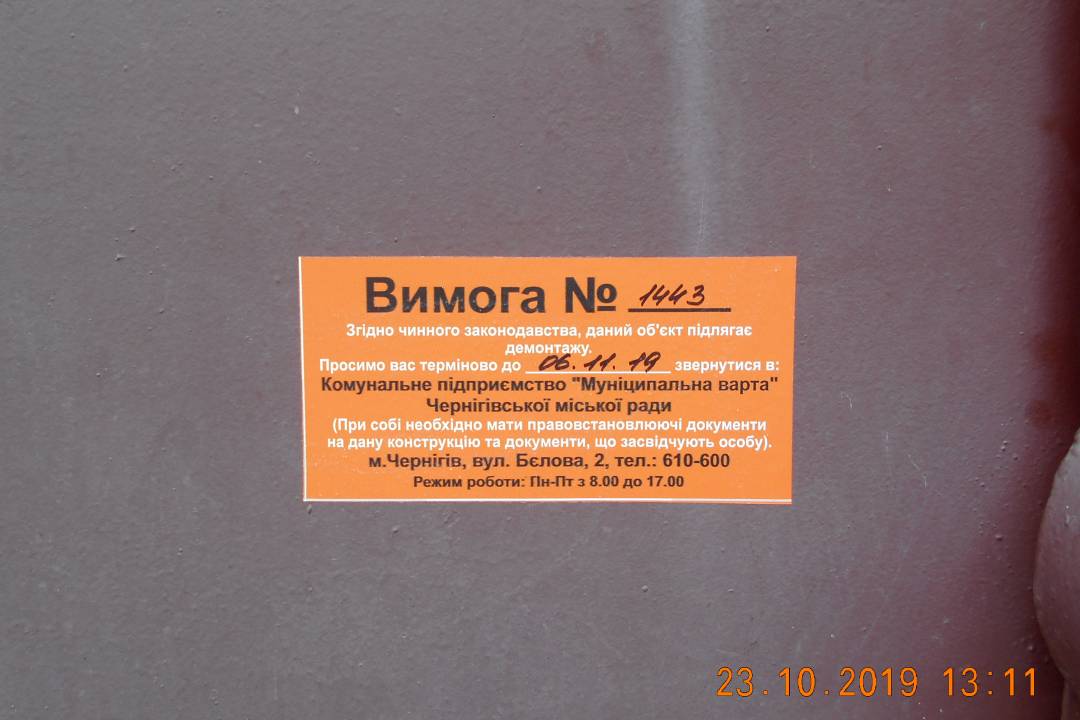 Вимога № 1443
Згідно чинного законодавства, даний об'єкт підлягає
демонтажу.
Просимо вас терміново до 06.11.19 звернутися в:
Комунальне підприємство "Муніципальна варта"
Чернігівської міської ради
(При собі необхідно мати правовстановлюючі документи
на дану конструкцію та документи, що засвідчують особу).
м.Чернігів, вул. Бєлова, 2, тел.: 610-600
Режим роботи: Пн-Пт з 8.00 до 17.00
23.10.2019 13:11